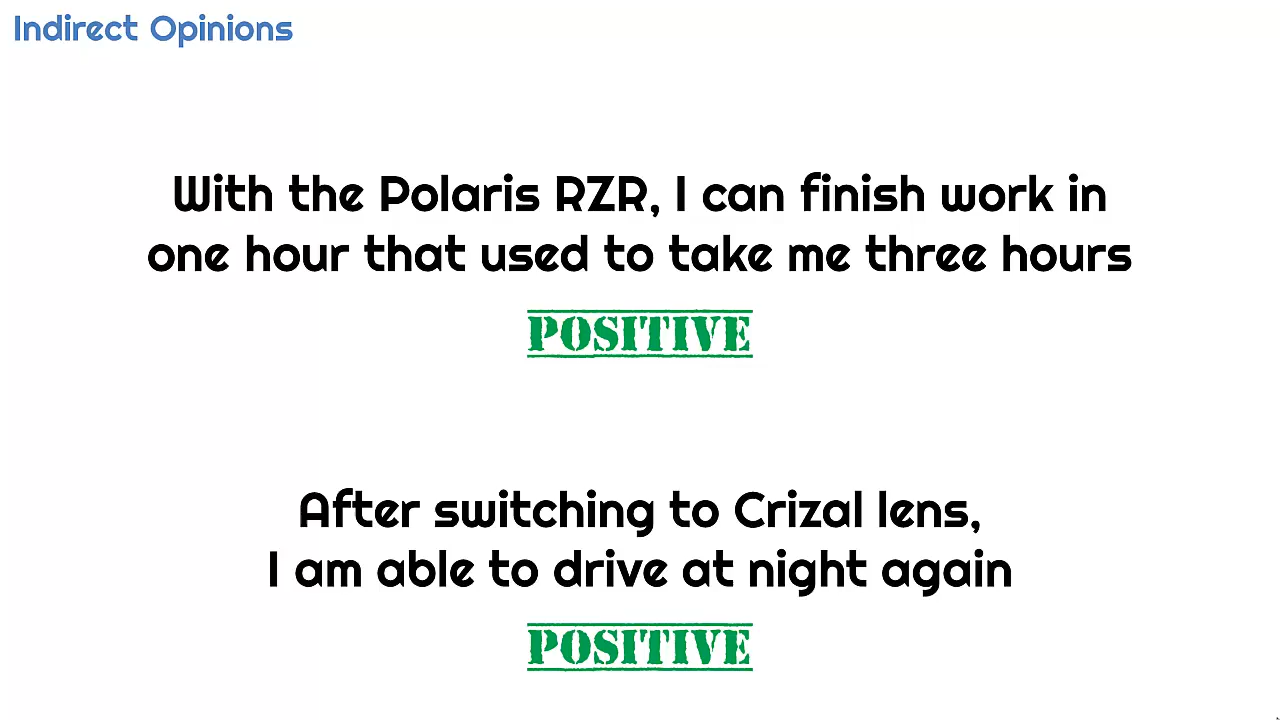 Indirect Opinions
With the Polaris RZR, I can finish work in
one hour that used to take me three hours
POSITIVE
After switching to Crizal lens,
I am able to drive at night again
POSITIVE